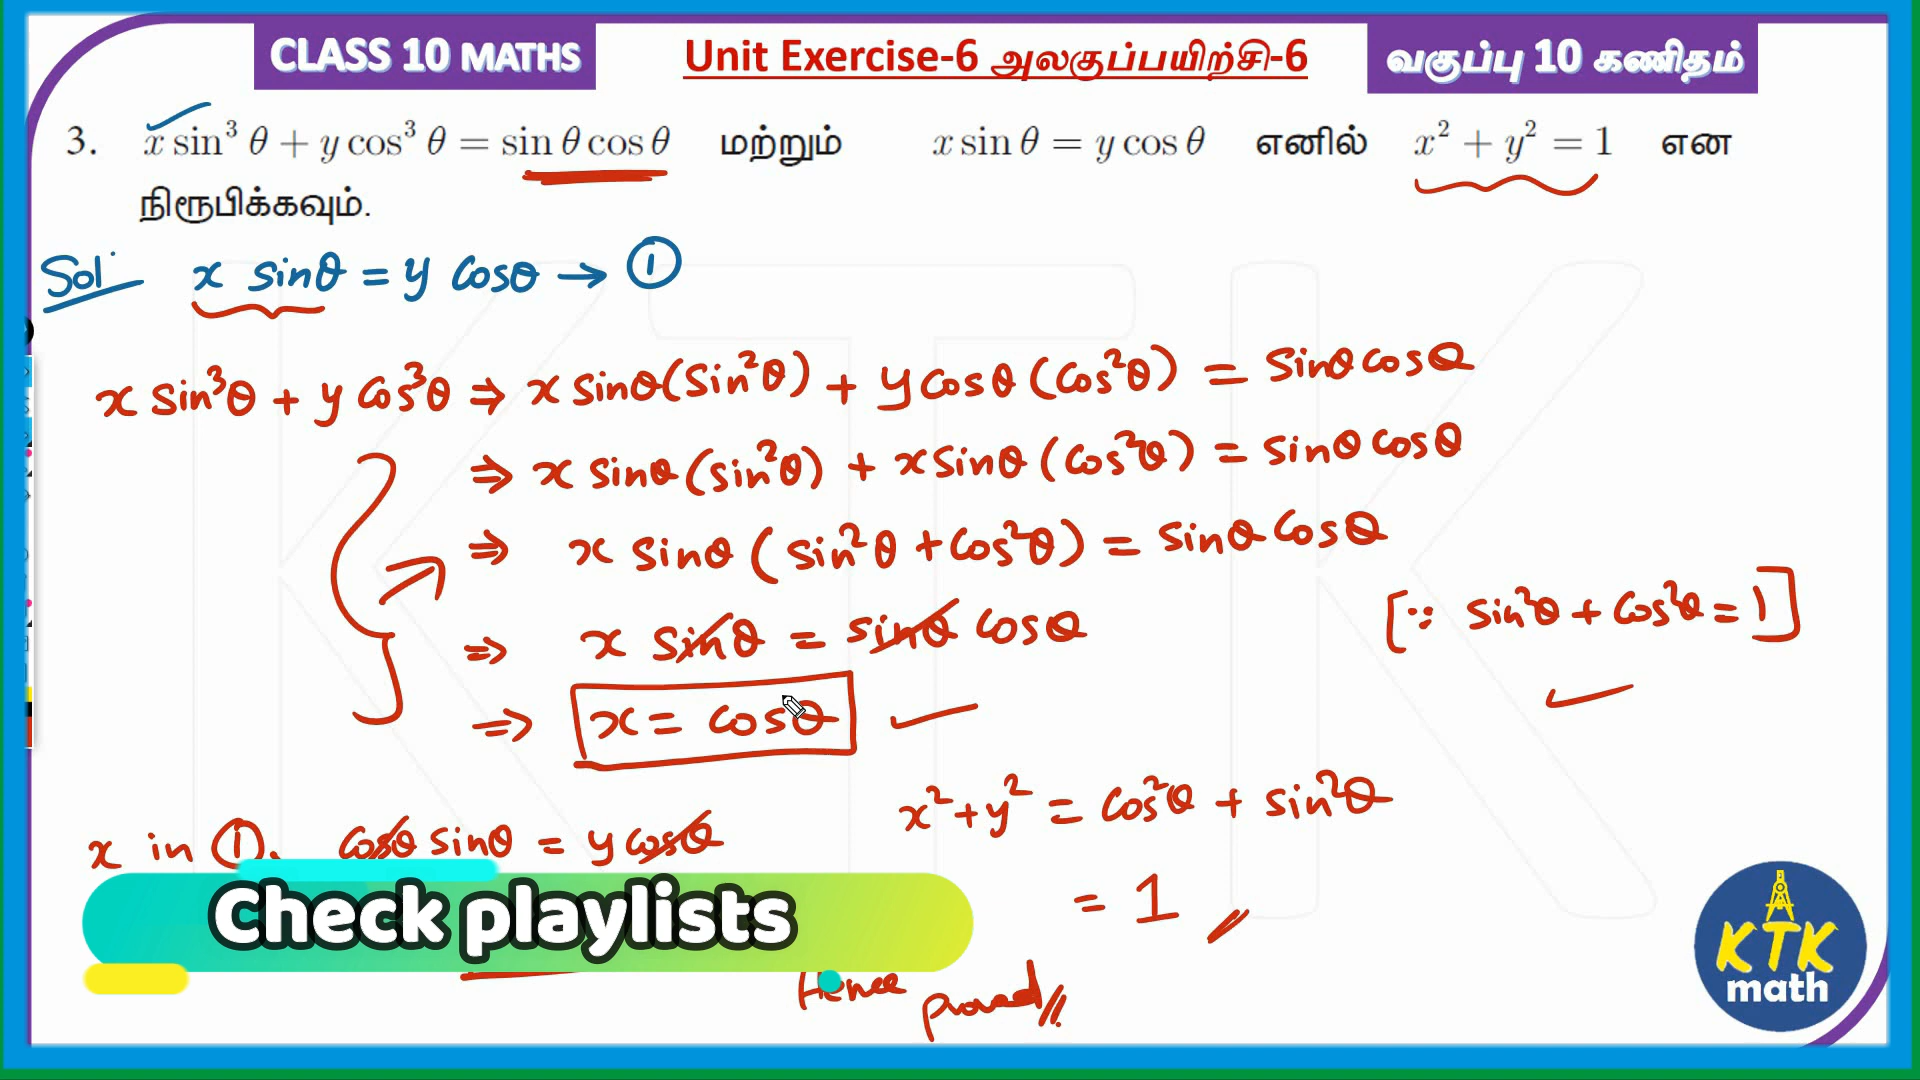 CLASS 10 MATHS
Unit Exercise-6 அலகுப்பயிற்சி-6
வகுப்பு 10 கணிதம்
3. x sin³ θ + y cos³ θ = sin θ cos θ மற்றும் x sin θ = y cos θ எனில் x² + y² = 1 என
நிரூபிக்கவும்.
Sol: x sinθ = y cosθ → ①
x sin³θ + y cos³θ ⇒ x sinθ(sin²θ) + y cosθ (cos²θ) = sinθ cosθ
⇒ x sinθ (sin²θ) + x sinθ (cos²θ) = sinθ cosθ
⇒ x sinθ ( sin²θ + cos²θ ) = sinθ cosθ
⇒ x sinθ = sinθ cosθ [∵ sin²θ + cos²θ = 1]
⇒ x = cosθ
x² + y² = cos²θ + sin²θ
x in ①, cosθ sinθ = y cosθ
= 1
Check playlists
Hence proved
KTK
math